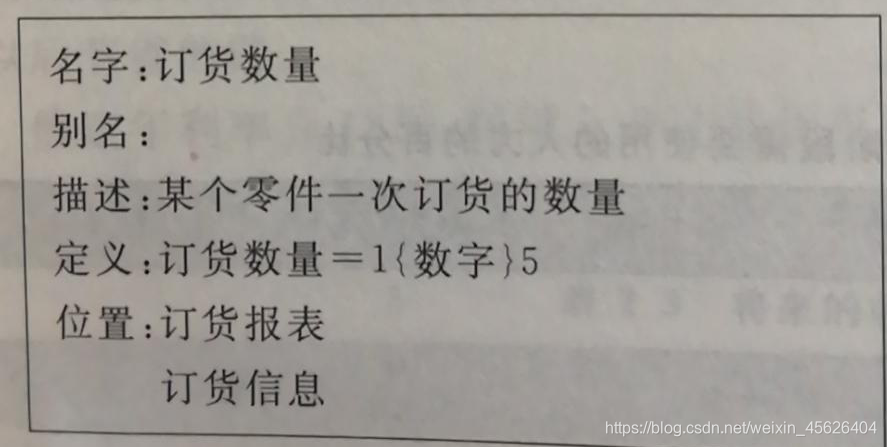 名字:订货数量
别名:
描述:某个零件一次订货的数量
定义:订货数量=1{数字}5
位置:订货报表
订货信息
https://blog.csdn.net/weixin_45626404